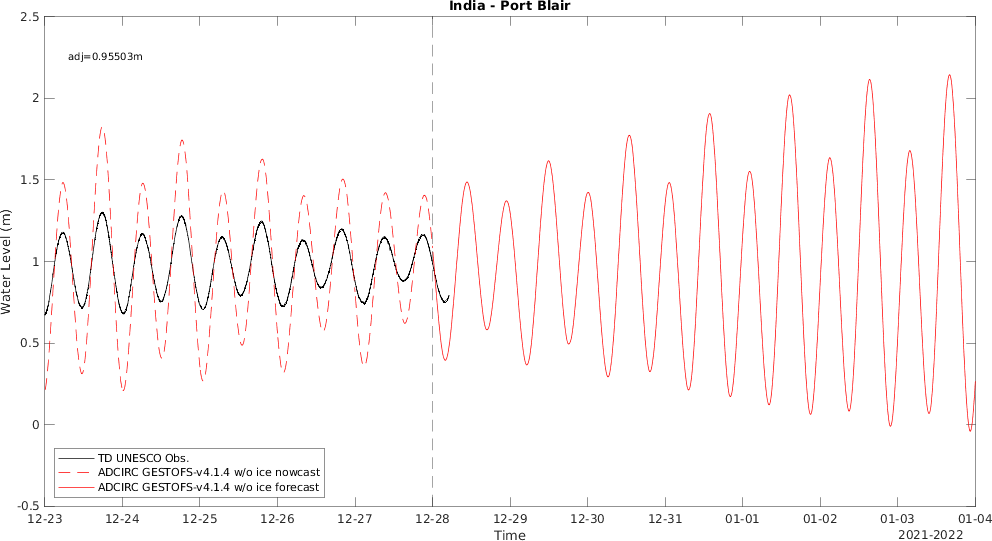 India - Port Blair
adj=0.95503m
2.5
2
1.5
1
0.5
0
-0.5
Water Level (m)
TD UNESCO Obs.
ADCIRC GESTOFS-v4.1.4 w/o ice nowcast
ADCIRC GESTOFS-v4.1.4 w/o ice forecast
12-23 12-24 12-25 12-26 12-27 12-28 12-29 12-30 12-31 01-01 01-02 01-03 01-04
Time
2021-2022